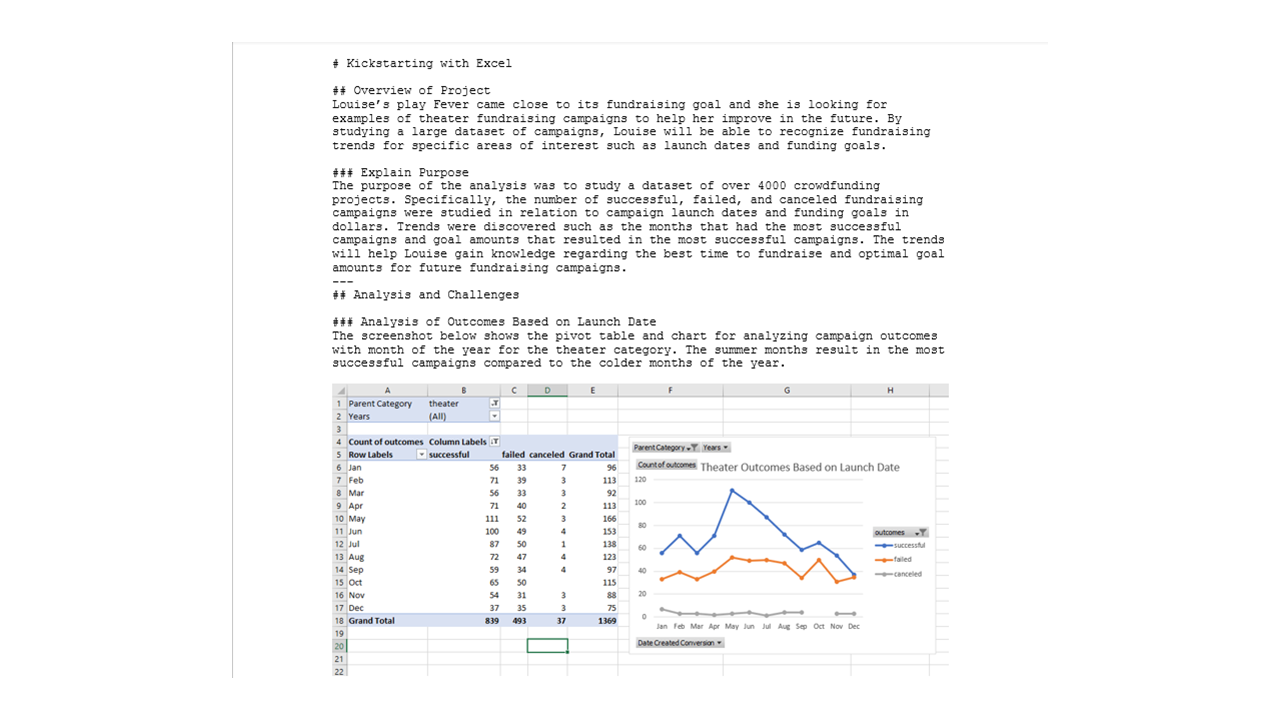 # Kickstarting with Excel
## Overview of Project
Louise's play Fever came close to its fundraising goal and she is looking for
examples of theater fundraising campaigns to help her improve in the future. By
studying a large dataset of campaigns, Louise will be able to recognize fundraising
trends for specific areas of interest such as launch dates and funding goals.
### Explain Purpose
The purpose of the analysis was to study a dataset of over 4000 crowdfunding
projects. Specifically, the number of successful, failed, and canceled fundraising
campaigns were studied in relation to campaign launch dates and funding goals in
dollars. Trends were discovered such as the months that had the most successful
campaigns and goal amounts that resulted in the most successful campaigns. The trends
will help Louise gain knowledge regarding the best time to fundraise and optimal goal
amounts for future fundraising campaigns.
---
## Analysis and Challenges
### Analysis of Outcomes Based on Launch Date
The screenshot below shows the pivot table and chart for analyzing campaign outcomes
with month of the year for the theater category. The summer months result in the most
successful campaigns compared to the colder months of the year.
A B C D E F G H
1 Parent Category theater
2 Years (All)
3
4 Count of outcomes Column Labels
5 Row Labels successful failed canceled Grand Total
6 Jan 56 33 7 96
7 Feb 71 39 3 113
8 Mar 56 33 3 92
9 Apr 71 40 2 113
10 May 111 52 3 166
11 Jun 100 49 4 153
12 Jul 87 50 1 138
13 Aug 72 47 4 123
14 Sep 59 34 4 97
15 Oct 65 50 115
16 Nov 54 31 3 88
17 Dec 37 35 3 75
18 Grand Total 839 493 37 1369
19
20
21
22
Parent Category Years
Count of outcomes Theater Outcomes Based on Launch Date
120
100
80
60
40
20
0
Jan Feb Mar Apr May Jun Jul Aug Sep Oct Nov Dec
outcomes
successful
failed
canceled
Date Created Conversion